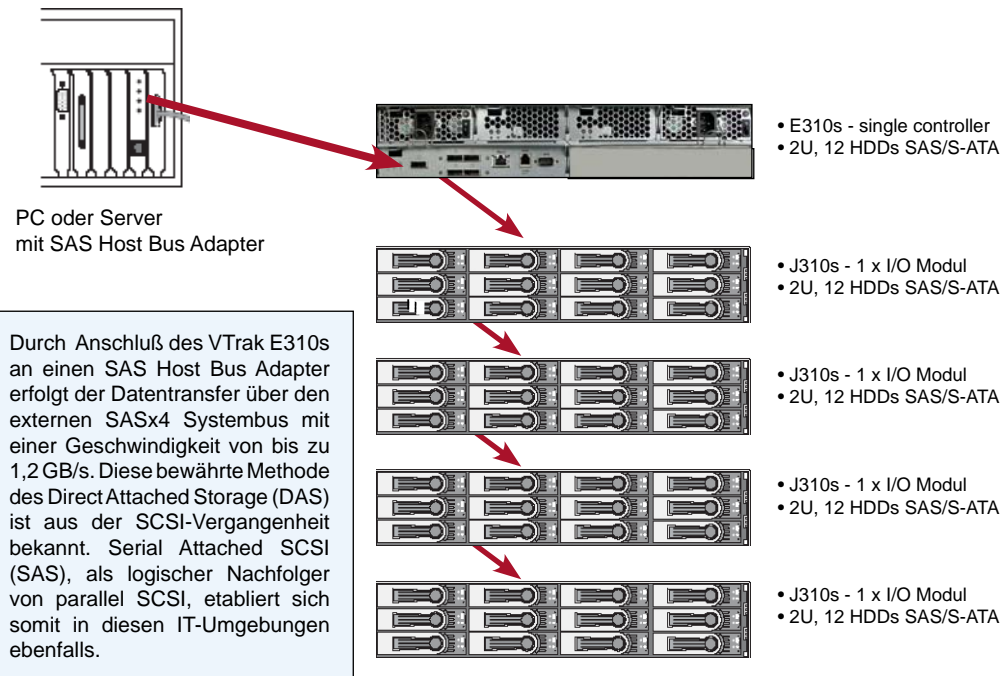 PC oder Server
mit SAS Host Bus Adapter
• E310s - single controller
• 2U, 12 HDDs SAS/S-ATA
• J310s - 1 x I/O Modul
• 2U, 12 HDDs SAS/S-ATA
• J310s - 1 x I/O Modul
• 2U, 12 HDDs SAS/S-ATA
• J310s - 1 x I/O Modul
• 2U, 12 HDDs SAS/S-ATA
• J310s - 1 x I/O Modul
• 2U, 12 HDDs SAS/S-ATA
Durch Anschluß des VTrak E310s
an einen SAS Host Bus Adapter
erfolgt der Datentransfer über den
externen SASx4 Systembus mit
einer Geschwindigkeit von bis zu
1,2 GB/s. Diese bewährte Methode
des Direct Attached Storage (DAS)
ist aus der SCSI-Vergangenheit
bekannt. Serial Attached SCSI
(SAS), als logischer Nachfolger
von parallel SCSI, etabliert sich
somit in diesen IT-Umgebungen
ebenfalls.